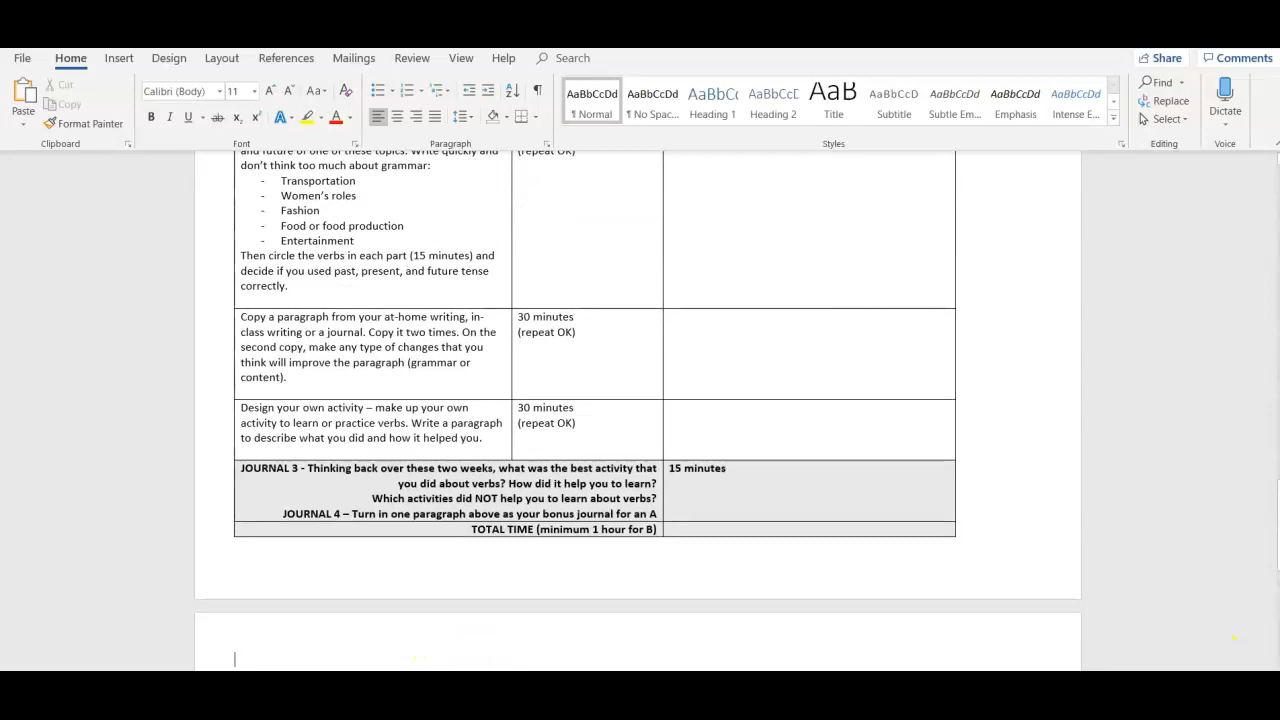 File Home Insert Design Layout References Mailings Review View Help Search Share Comments
Paste Cut
Copy
Format Painter
Calibri (Body) 11
AaBbCcDd AaBbCcDd AaBbCc AaBbCcE AaB AaBbCcD AaBbCcDd AaBbCcDd AaBbCcDd
¶ Normal ¶ No Spac... Heading 1 Heading 2 Title Subtitle Subtle Em... Emphasis Intense E...
Find
Replace
Select
Dictate
Clipboard Font Paragraph Styles Editing Voice
and future of one of these topics. Write quickly and
don't think too much about grammar:
- Transportation
- Women's roles
- Fashion
- Food or food production
- Entertainment
Then circle the verbs in each part (15 minutes) and
decide if you used past, present, and future tense
correctly.
(repeat OK)
Copy a paragraph from your at-home writing, in-
class writing or a journal. Copy it two times. On the
second copy, make any type of changes that you
think will improve the paragraph (grammar or
content).
30 minutes
(repeat OK)
Design your own activity – make up your own
activity to learn or practice verbs. Write a paragraph
to describe what you did and how it helped you.
30 minutes
(repeat OK)
JOURNAL 3 - Thinking back over these two weeks, what was the best activity that
you did about verbs? How did it help you to learn?
Which activities did NOT help you to learn about verbs?
JOURNAL 4 – Turn in one paragraph above as your bonus journal for an A
15 minutes
TOTAL TIME (minimum 1 hour for B)